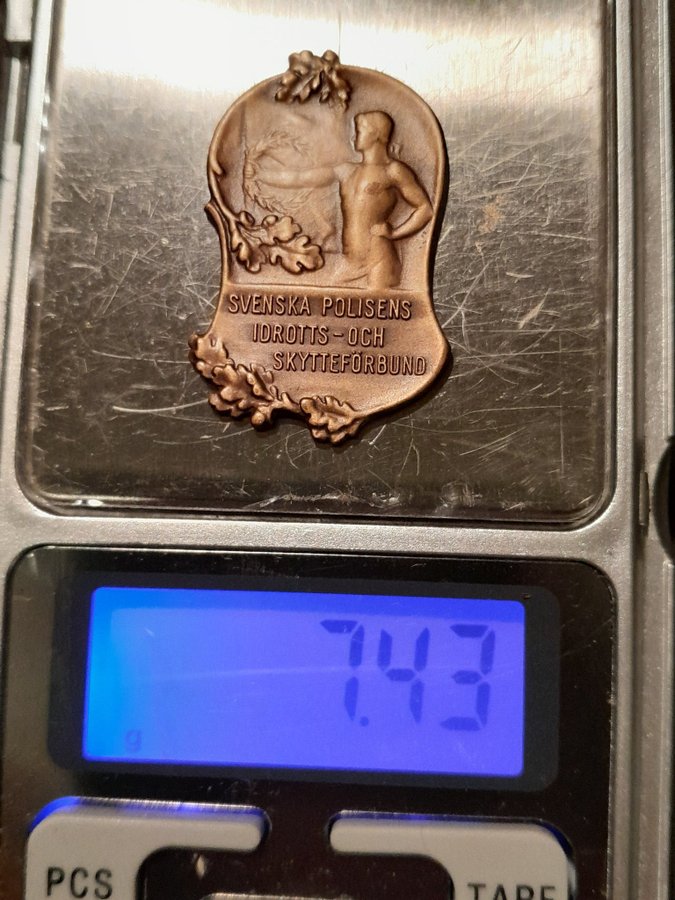 SVENSKA POLISENS
IDROTTS-OCH
SKYTTEFÖRBUND
7.43
g
PCS
TARE